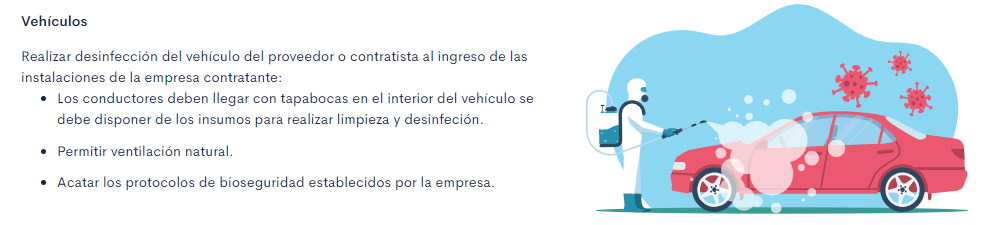 Vehículos
Realizar desinfección del vehículo del proveedor o contratista al ingreso de las
instalaciones de la empresa contratante:
• Los conductores deben llegar con tapabocas en el interior del vehículo se
debe disponer de los insumos para realizar limpieza y desinfeción.
• Permitir ventilación natural.
• Acatar los protocolos de bioseguridad establecidos por la empresa.